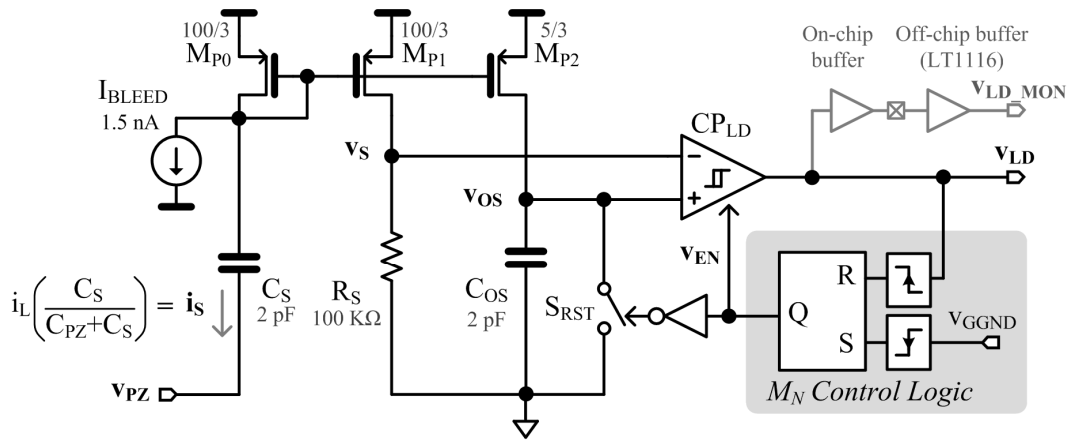 100/3
M_P0
100/3
M_P1
5/3
M_P2
On-chip
buffer
Off-chip buffer
(LT1116)
v_LD_MON
I_BLEED
1.5 nA
CP_LD
v_S
−
v_LD
v_OS
+
v_EN
i_L(C_S/(C_PZ+C_S)) = i_S
C_S
2 pF
R_S
100 KΩ
C_OS
2 pF
S_RST
R
Q
v_GGND
S
v_PZ
M_N Control Logic